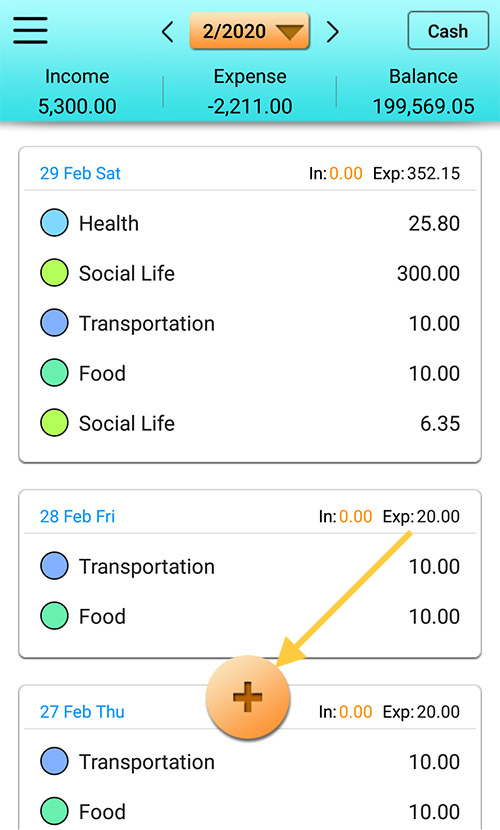 2/2020 Cash
Income Expense Balance
5,300.00 -2,211.00 199,569.05
29 Feb Sat In:0.00 Exp:352.15
Health 25.80
Social Life 300.00
Transportation 10.00
Food 10.00
Social Life 6.35
28 Feb Fri In:0.00 Exp:20.00
Transportation 10.00
Food 10.00
27 Feb Thu In:0.00 Exp:20.00
Transportation 10.00
Food 10.00